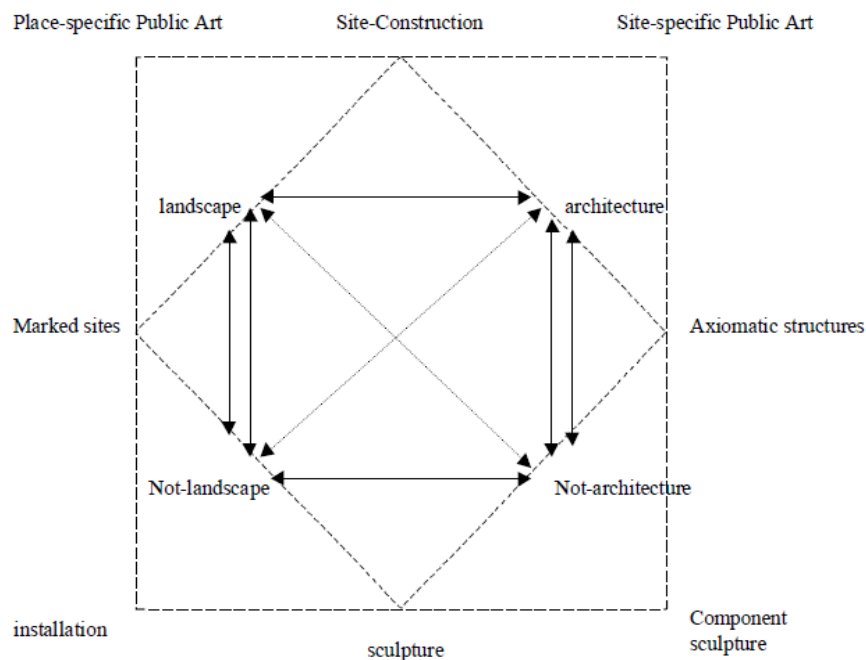 Place-specific Public Art
Site-Construction
Site-specific Public Art
landscape
architecture
Marked sites
Axiomatic structures
Not-landscape
Not-architecture
installation
sculpture
Component
sculpture